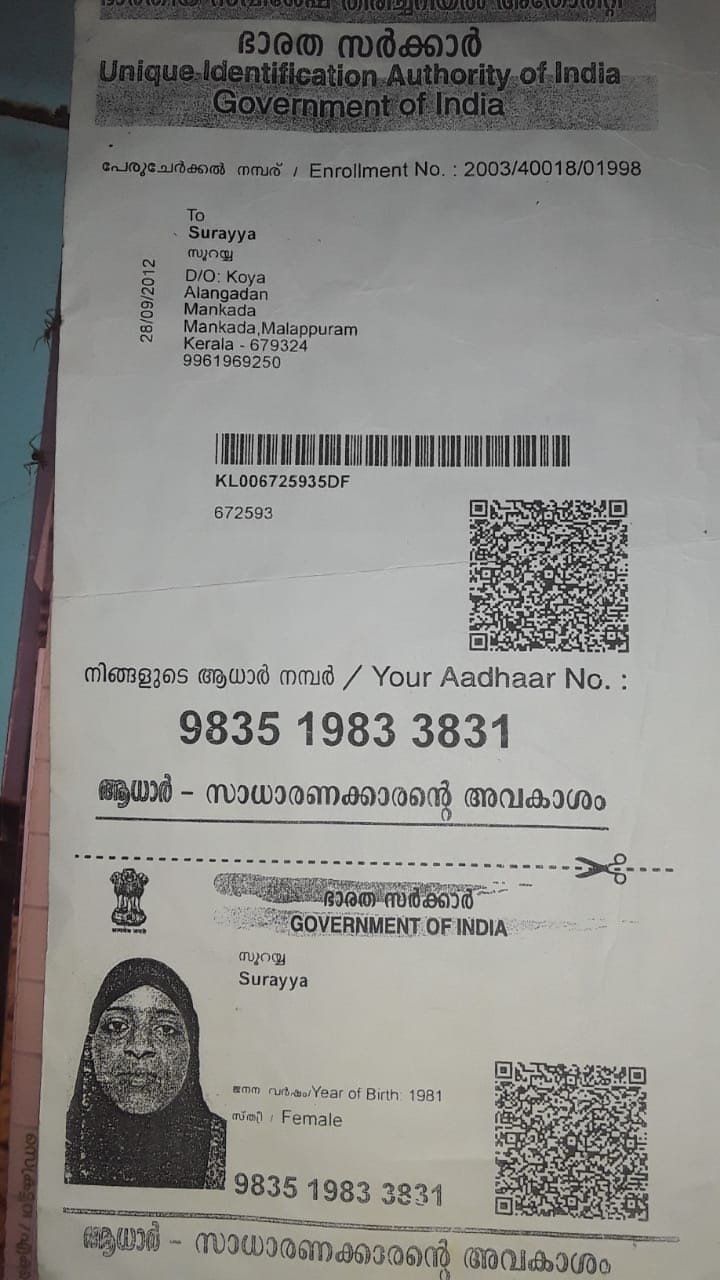 ഭാരത സർക്കാർ
Unique Identification Authority of India
Government of India
പേരുചേർക്കൽ നമ്പര് / Enrollment No. : 2003/40018/01998
To
Surayya
സുറയ്യ
D/O: Koya
Alangadan
Mankada
Mankada,Malappuram
Kerala - 679324
9961969250
28/09/2012
KL006725935DF
672593
നിങ്ങളുടെ ആധാർ നമ്പർ / Your Aadhaar No. :
9835 1983 3831
ആധാർ - സാധാരണക്കാരന്റെ അവകാശം
ഭാരത സർക്കാർ
GOVERNMENT OF INDIA
സുറയ്യ
Surayya
ജനന വർഷം/Year of Birth: 1981
സ്ത്രീ / Female
9835 1983 3831
ആധാർ - സാധാരണക്കാരന്റെ അവകാശം